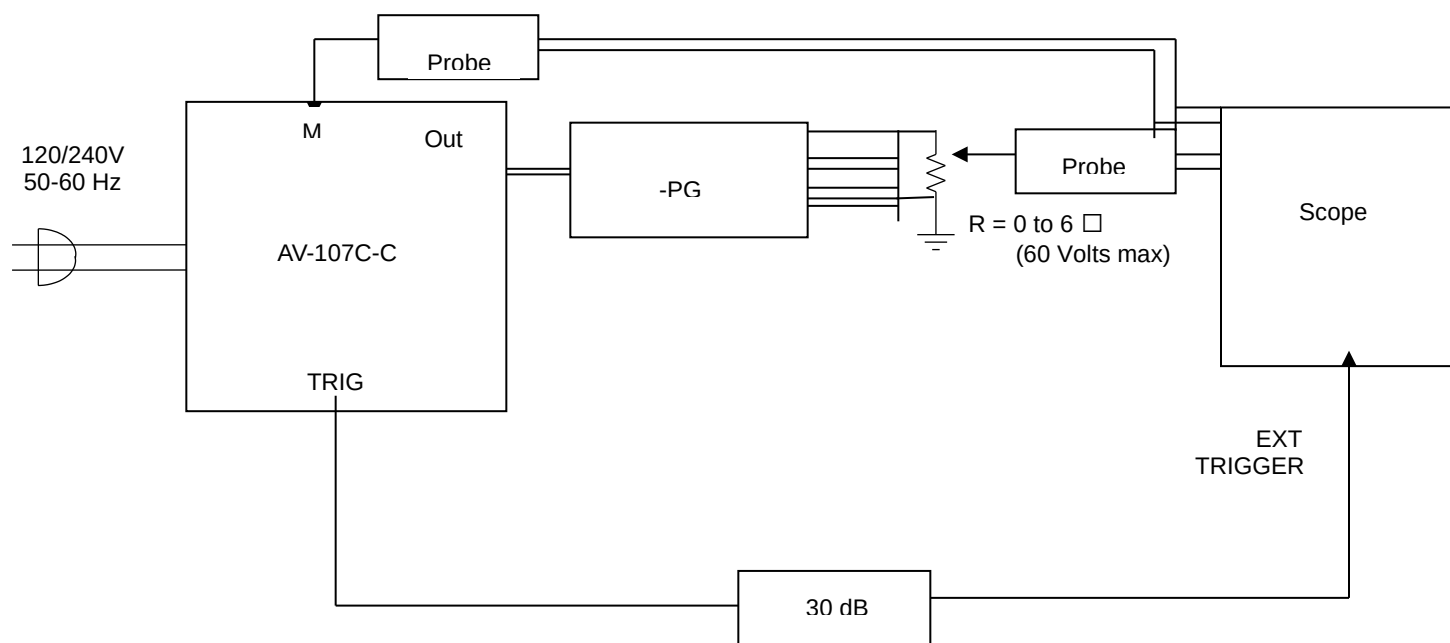 Probe
M
Out
120/240V
50-60 Hz
-PG
Probe
Scope
R = 0 to 6 □
(60 Volts max)
AV-107C-C
TRIG
EXT
TRIGGER
30 dB